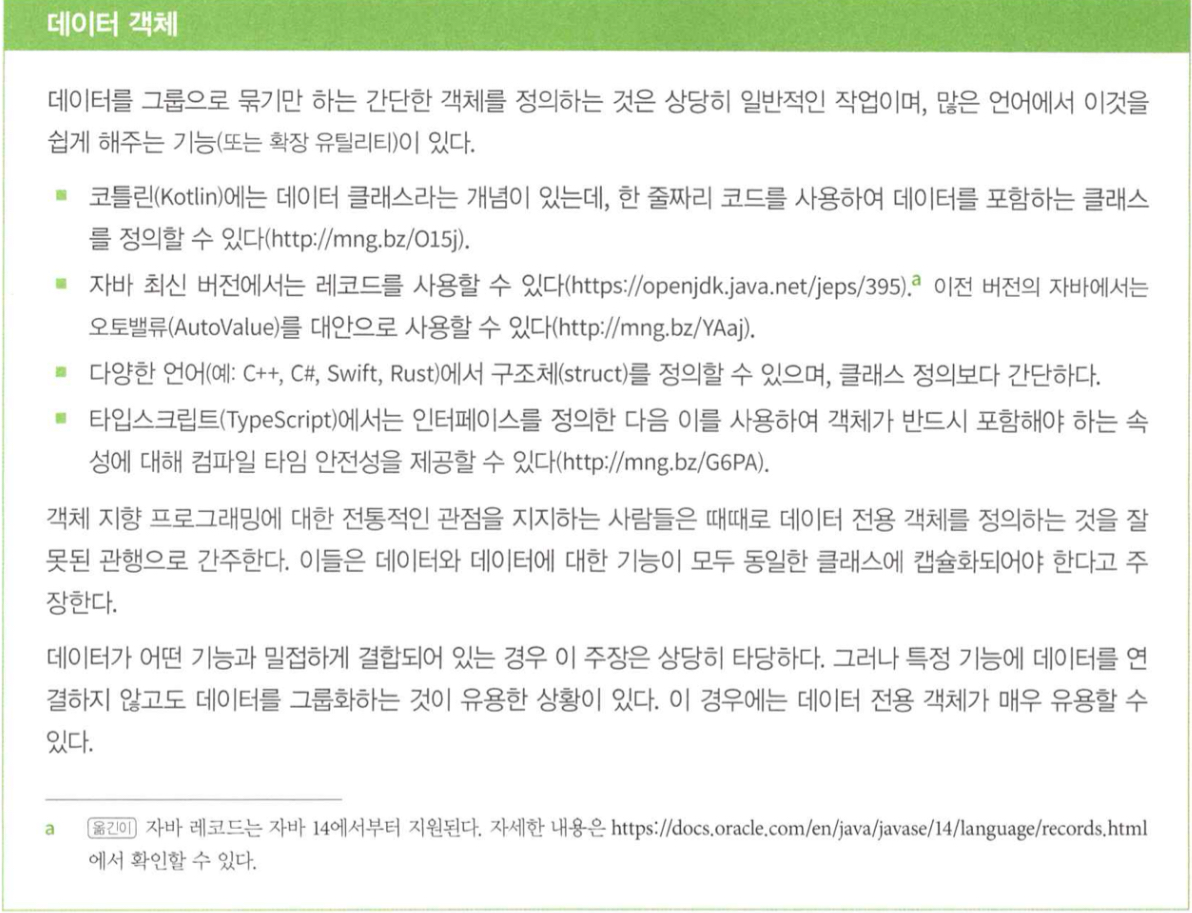 데이터 객체
데이터를 그룹으로 묶기만 하는 간단한 객체를 정의하는 것은 상당히 일반적인 작업이며, 많은 언어에서 이것을
쉽게 해주는 기능(또는 확장 유틸리티)이 있다.
■ 코틀린(Kotlin)에는 데이터 클래스라는 개념이 있는데, 한 줄짜리 코드를 사용하여 데이터를 포함하는 클래스
를 정의할 수 있다(http://mng.bz/O15j).
■ 자바 최신 버전에서는 레코드를 사용할 수 있다(https://openjdk.java.net/jeps/395).a 이전 버전의 자바에서는
오토밸류(AutoValue)를 대안으로 사용할 수 있다(http://mng.bz/YAaj).
■ 다양한 언어(예: C++, C#, Swift, Rust)에서 구조체(struct)를 정의할 수 있으며, 클래스 정의보다 간단하다.
■ 타입스크립트(TypeScript)에서는 인터페이스를 정의한 다음 이를 사용하여 객체가 반드시 포함해야 하는 속
성에 대해 컴파일 타임 안전성을 제공할 수 있다(http://mng.bz/G6PA).
객체 지향 프로그래밍에 대한 전통적인 관점을 지지하는 사람들은 때때로 데이터 전용 객체를 정의하는 것을 잘
못된 관행으로 간주한다. 이들은 데이터와 데이터에 대한 기능이 모두 동일한 클래스에 캡슐화되어야 한다고 주
장한다.
데이터가 어떤 기능과 밀접하게 결합되어 있는 경우 이 주장은 상당히 타당하다. 그러나 특정 기능에 데이터를 연
결하지 않고도 데이터를 그룹화하는 것이 유용한 상황이 있다. 이 경우에는 데이터 전용 객체가 매우 유용할 수
있다.
a 옮긴이 자바 레코드는 자바 14에서부터 지원된다. 자세한 내용은 https://docs.oracle.com/en/java/javase/14/language/records.html
에서 확인할 수 있다.